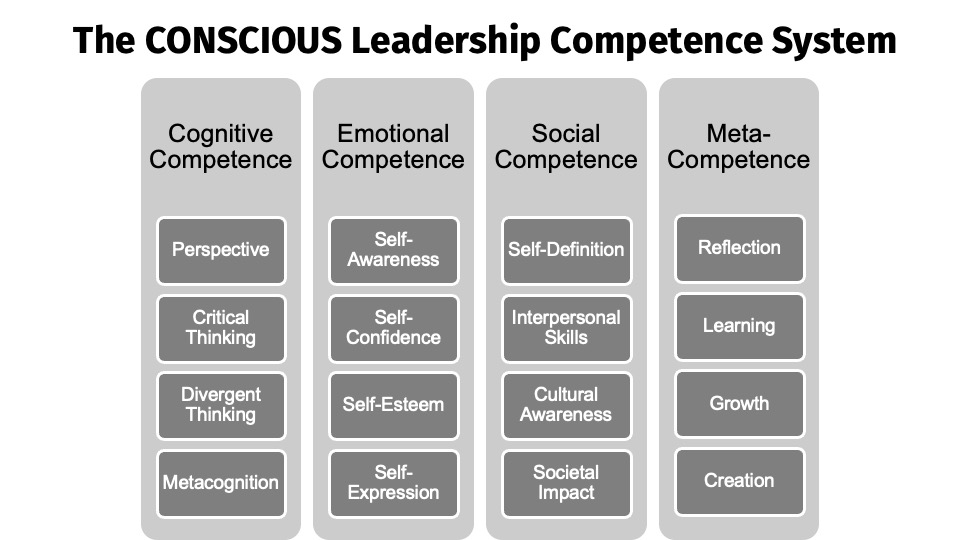 The CONSCIOUS Leadership Competence System
Cognitive
Competence
Perspective
Critical
Thinking
Divergent
Thinking
Metacognition
Emotional
Competence
Self-
Awareness
Self-
Confidence
Self-Esteem
Self-
Expression
Social
Competence
Self-Definition
Interpersonal
Skills
Cultural
Awareness
Societal
Impact
Meta-
Competence
Reflection
Learning
Growth
Creation